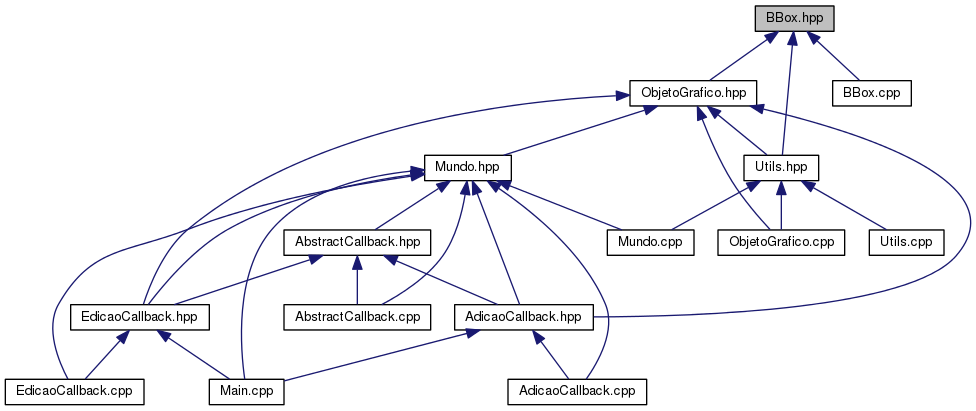 BBox.hpp
ObjetoGrafico.hpp
BBox.cpp
Mundo.hpp
Utils.hpp
AbstractCallback.hpp
Mundo.cpp
ObjetoGrafico.cpp
Utils.cpp
EdicaoCallback.hpp
AbstractCallback.cpp
AdicaoCallback.hpp
EdicaoCallback.cpp
Main.cpp
AdicaoCallback.cpp